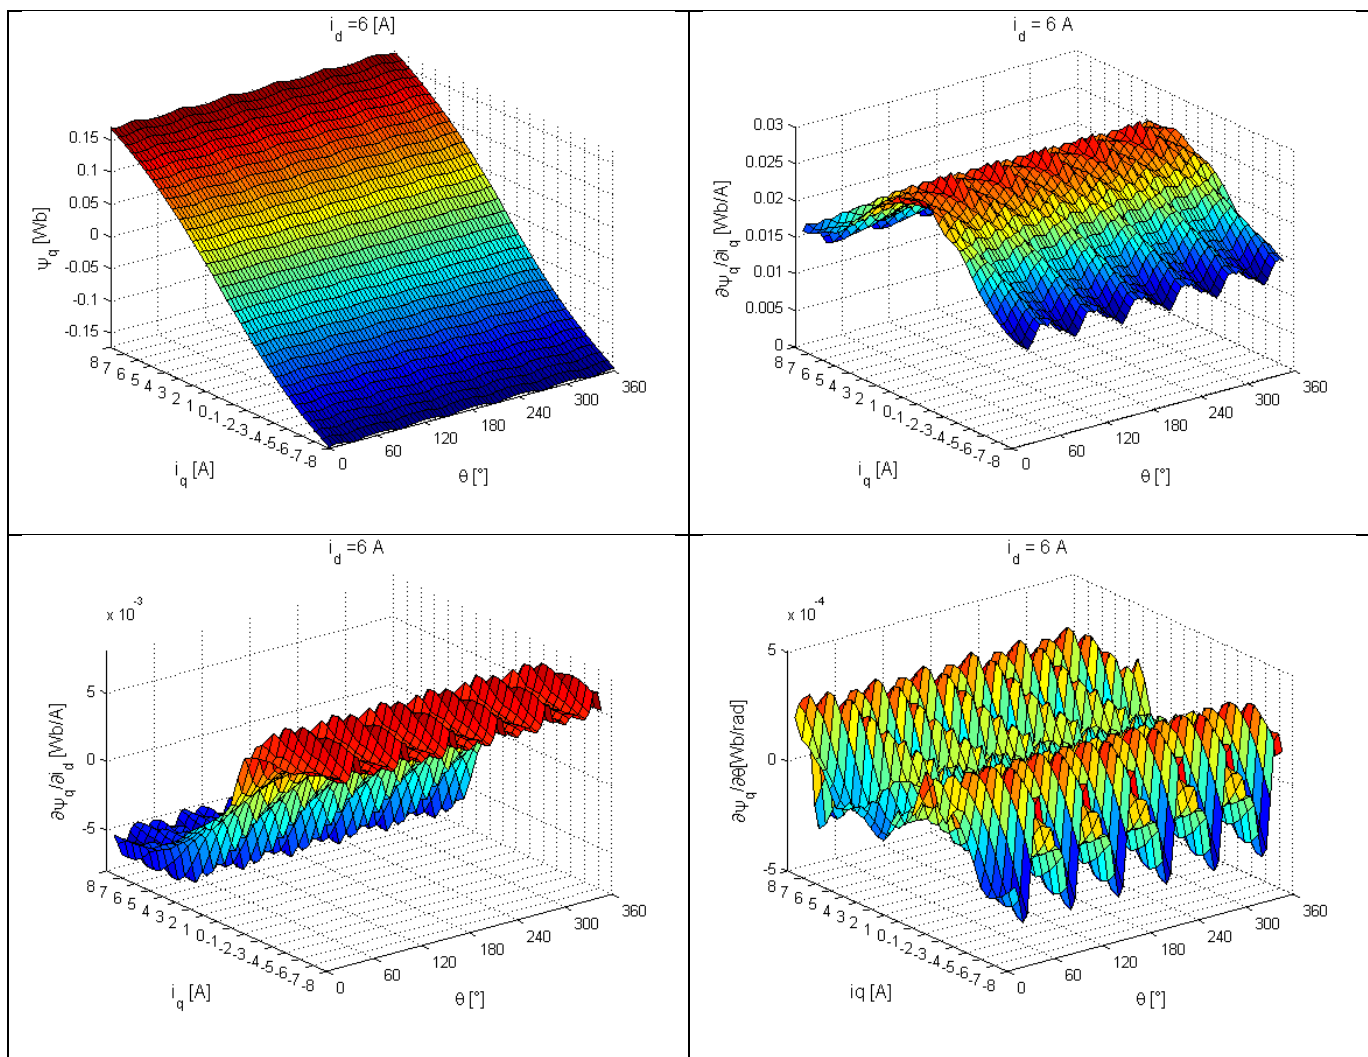 i_d=6 [A]
0.15
0.1
0.05
0
-0.05
-0.1
-0.15
ψ_q [Wb]
8 7 6 5 4 3 2 1 0 -1 -2 -3 -4 -5 -6 -7 -8
i_q [A]
0 60 120 180 240 300 360
θ [°]
i_d = 6 A
0.03
0.025
0.02
0.015
0.01
0.005
0
∂ψ_q/∂i_q [Wb/A]
8 7 6 5 4 3 2 1 0 -1 -2 -3 -4 -5 -6 -7 -8
i_q [A]
0 60 120 180 240 300 360
θ [°]
i_d =6 A
x 10^-3
5
0
-5
∂ψ_q/∂i_d [Wb/A]
8 7 6 5 4 3 2 1 0 -1 -2 -3 -4 -5 -6 -7 -8
i_q [A]
0 60 120 180 240 300 360
θ [°]
i_d = 6 A
x 10^-4
5
0
-5
∂ψ_q/∂θ[Wb/rad]
8 7 6 5 4 3 2 1 0 -1 -2 -3 -4 -5 -6 -7 -8
iq [A]
0 60 120 180 240 300 360
θ [°]